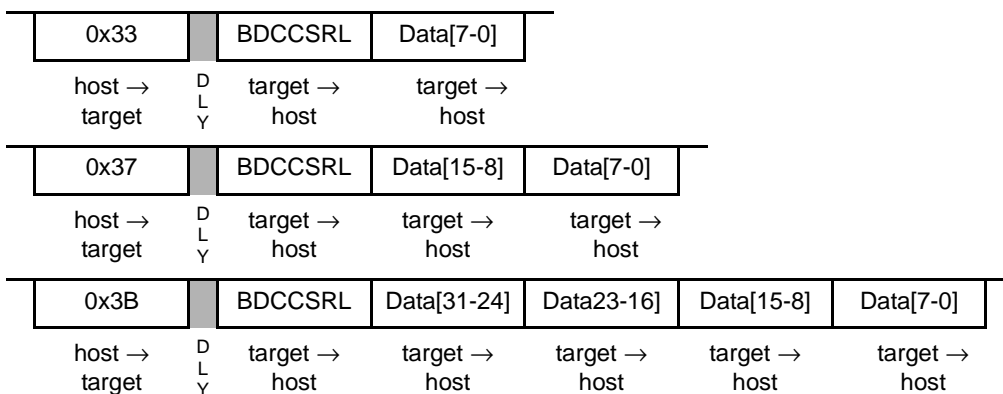 0x33 BDCCSRL Data[7-0]
host → D target → target →
L
target Y host host
0x37 BDCCSRL Data[15-8] Data[7-0]
host → D target → target → target →
L
target Y host host host
0x3B BDCCSRL Data[31-24] Data23-16] Data[15-8] Data[7-0]
host → D target → target → target → target → target →
L
target Y host host host host host